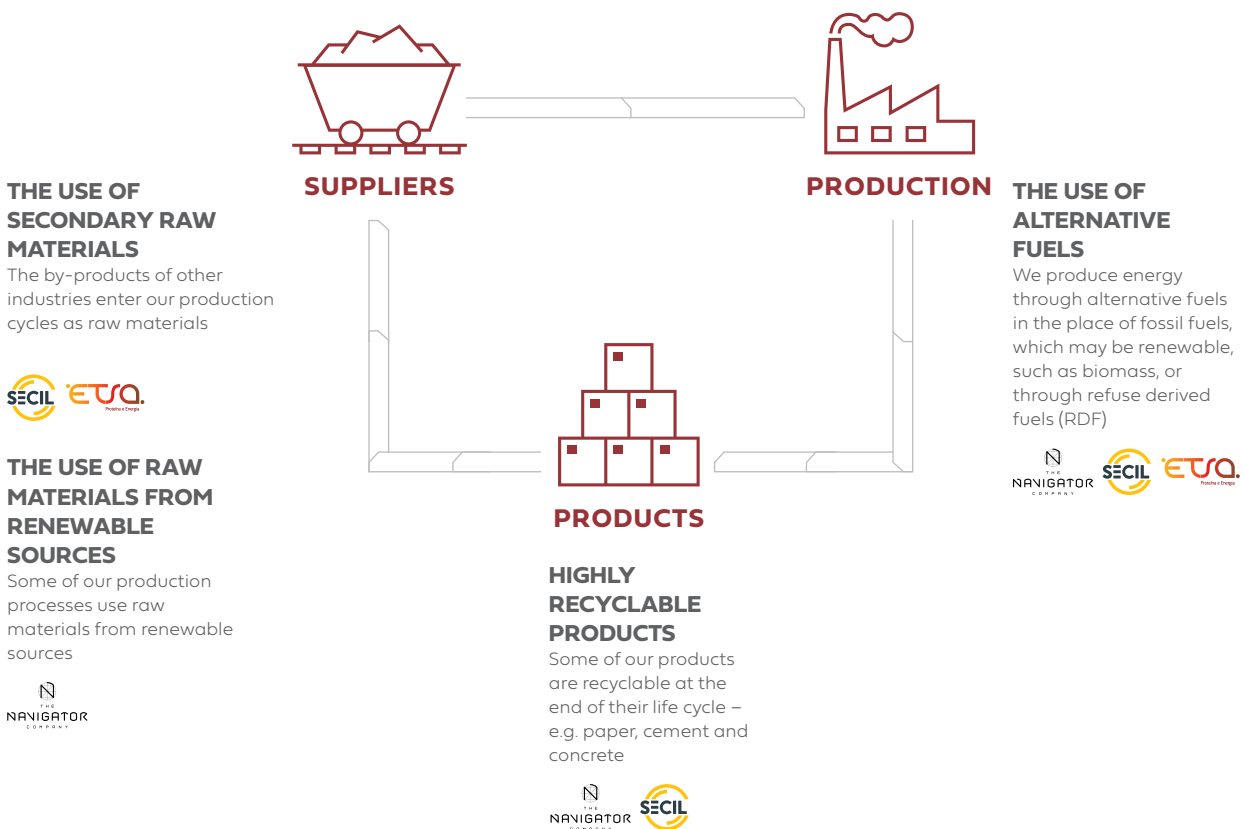 SUPPLIERS
PRODUCTION
THE USE OF
SECONDARY RAW
MATERIALS
The by-products of other
industries enter our production
cycles as raw materials
SECIL
ETSA.
Proteína e Energia
THE USE OF RAW
MATERIALS FROM
RENEWABLE
SOURCES
Some of our production
processes use raw
materials from renewable
sources
THE
NAVIGATOR
COMPANY
THE USE OF
ALTERNATIVE
FUELS
We produce energy
through alternative fuels
in the place of fossil fuels,
which may be renewable,
such as biomass, or
through refuse derived
fuels (RDF)
THE
NAVIGATOR
COMPANY
SECIL
ETSA.
Proteína e Energia
PRODUCTS
HIGHLY
RECYCLABLE
PRODUCTS
Some of our products
are recyclable at the
end of their life cycle –
e.g. paper, cement and
concrete
THE
NAVIGATOR
COMPANY
SECIL